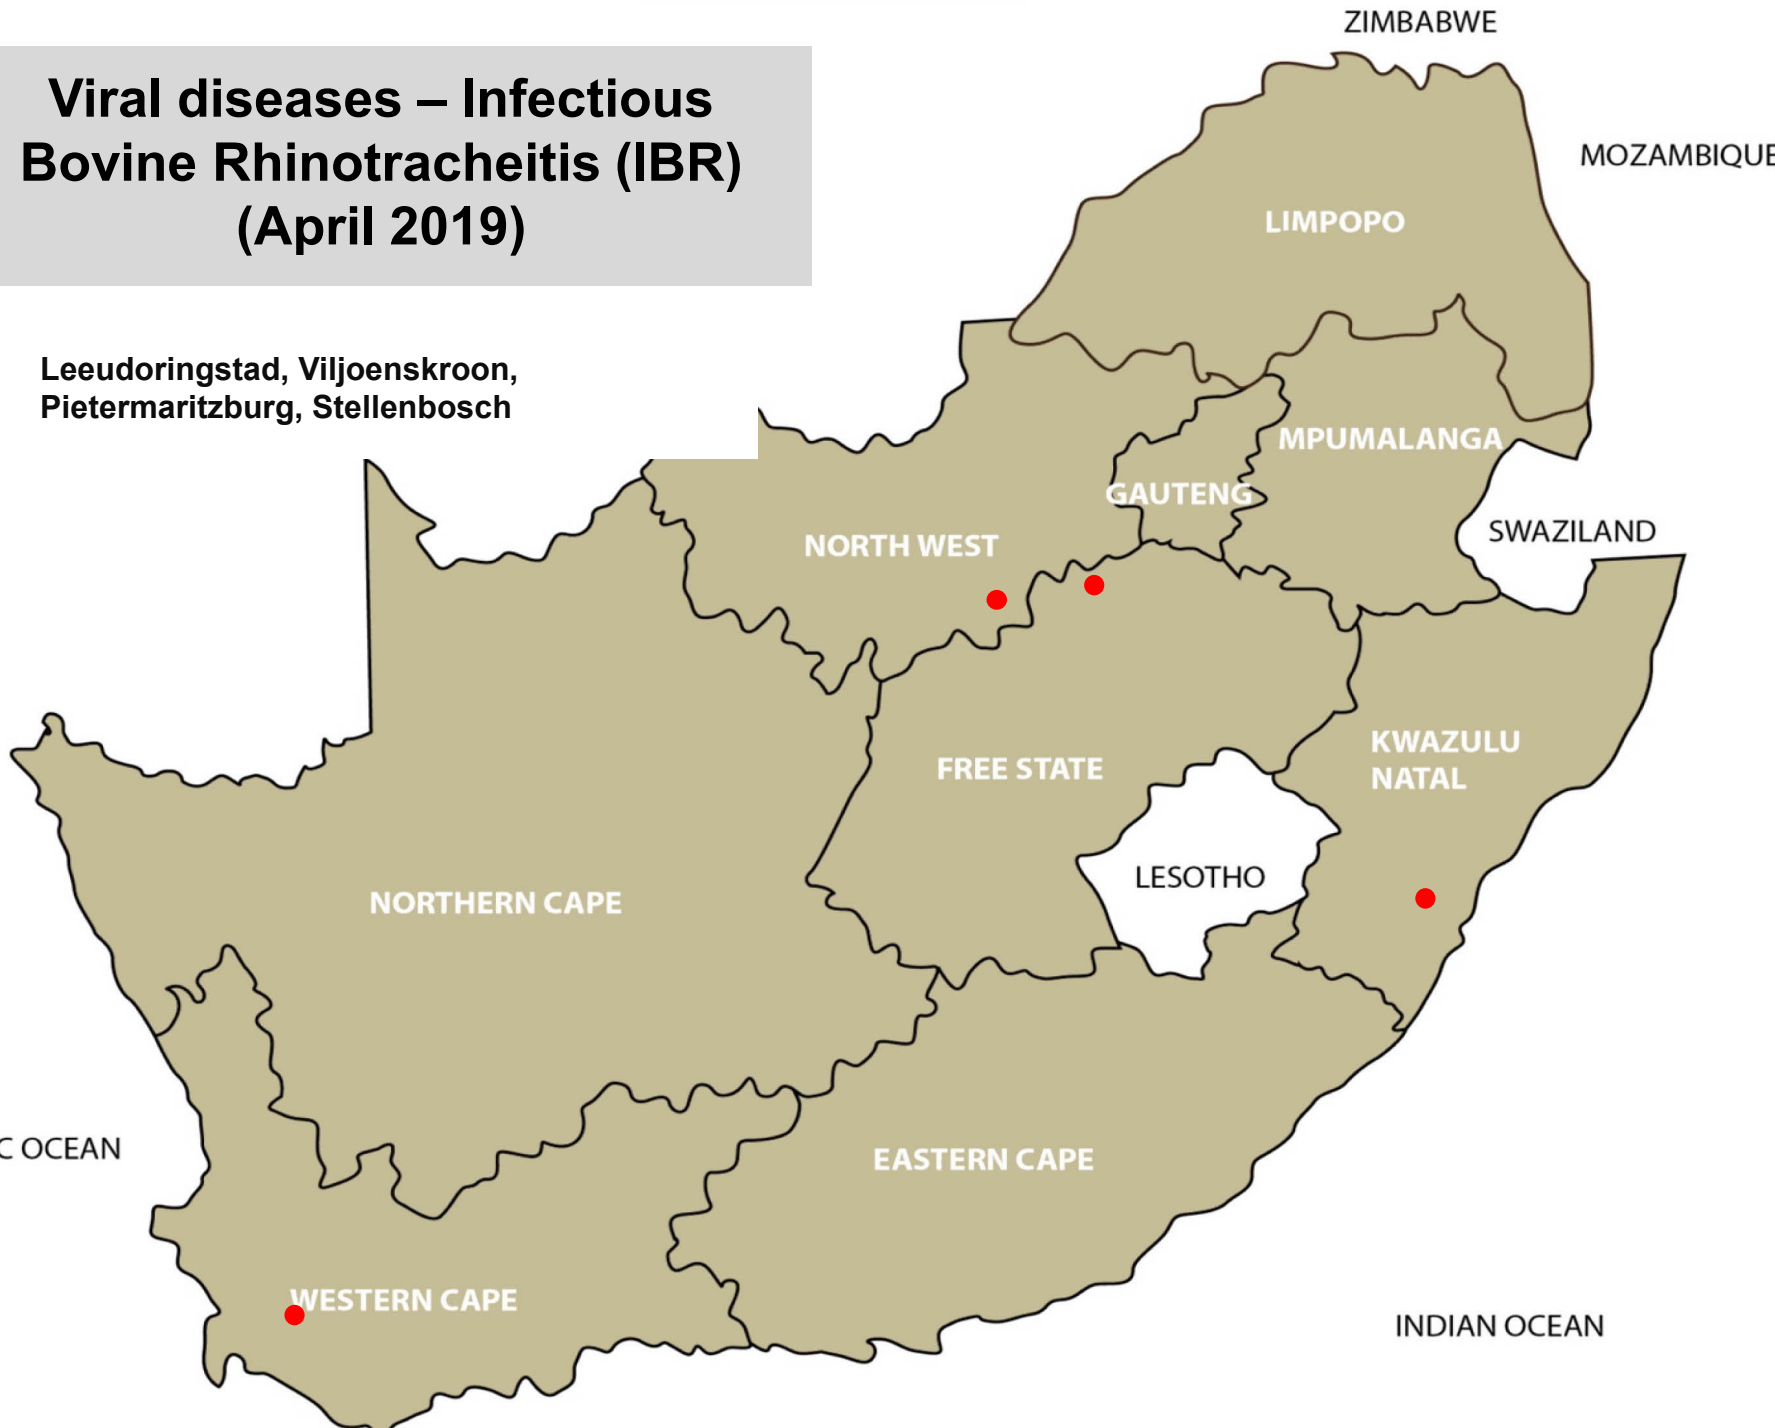 ZIMBABWE
Viral diseases – Infectious
Bovine Rhinotracheitis (IBR)
(April 2019)
MOZAMBIQUE
LIMPOPO
Leeudoringstad, Viljoenskroon,
Pietermaritzburg, Stellenbosch
MPUMALANGA
GAUTENG
SWAZILAND
NORTH WEST
KWAZULU
NATAL
FREE STATE
LESOTHO
NORTHERN CAPE
C OCEAN
EASTERN CAPE
WESTERN CAPE
INDIAN OCEAN